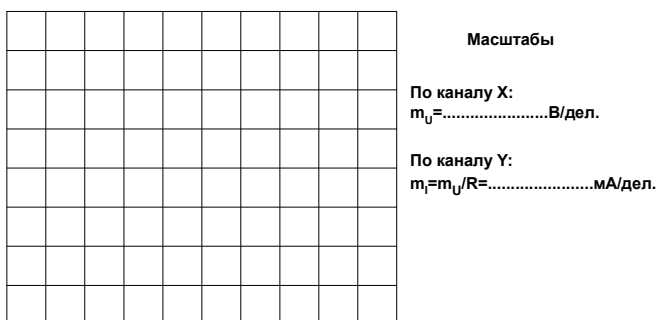 Масштабы
По каналу X:
mU=.......................В/дел.
По каналу Y:
mI=mU/R=.......................мА/дел.